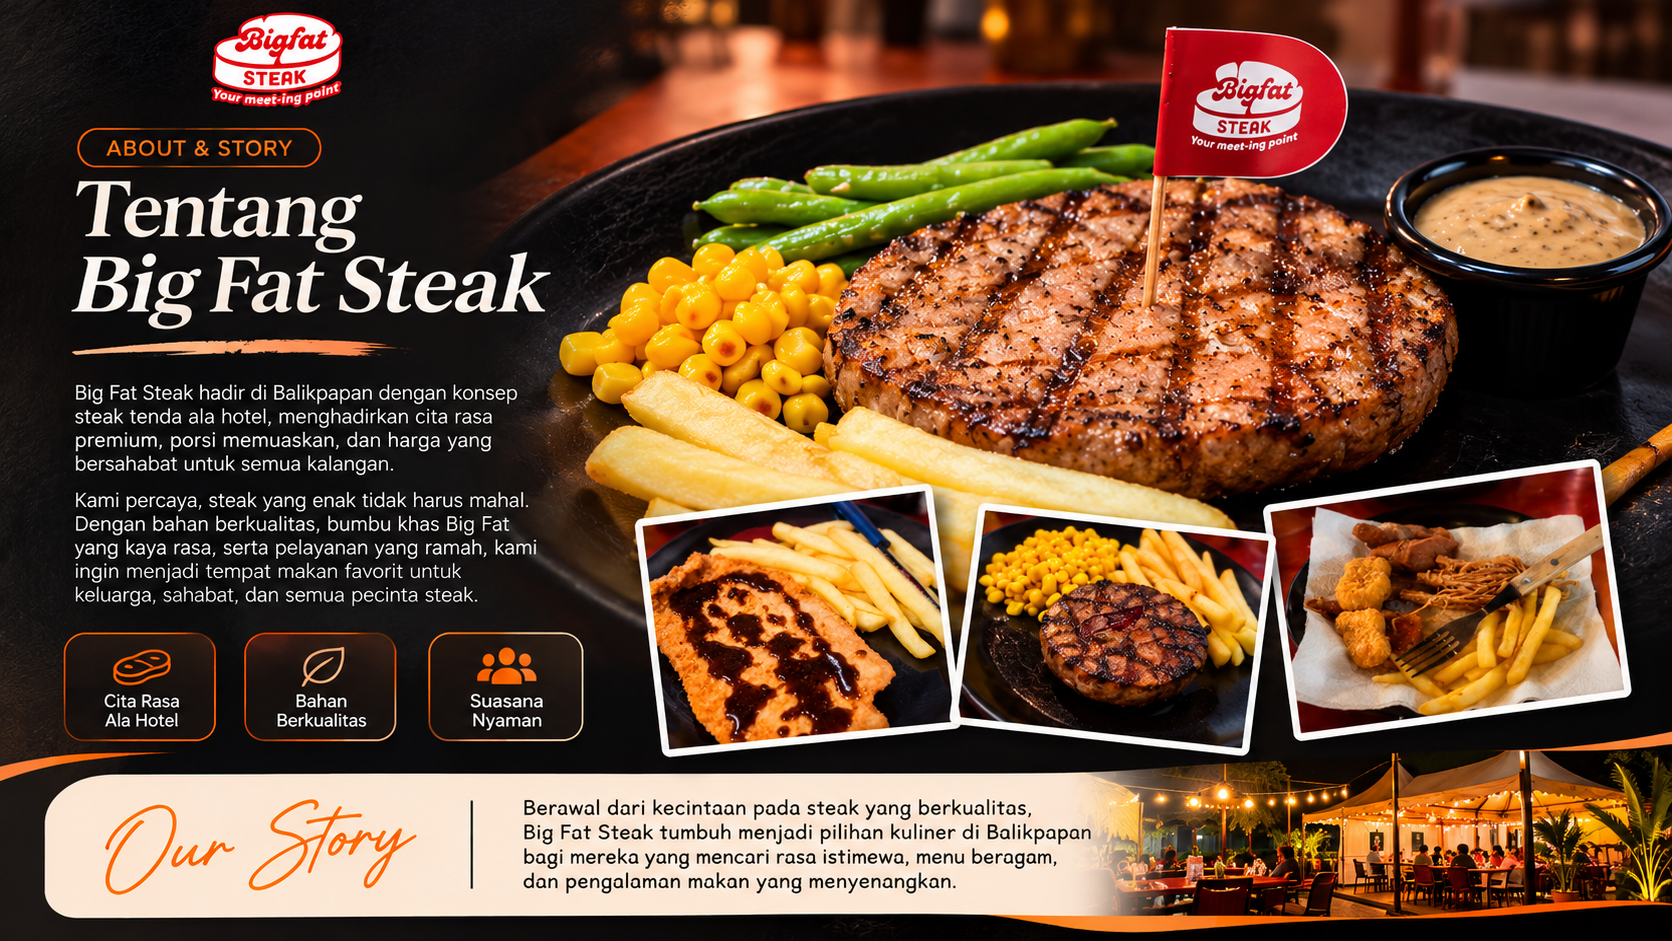 Bigfat
STEAK
Your meet-ing point
ABOUT & STORY
Tentang
Big Fat Steak
Big Fat Steak hadir di Balikpapan dengan konsep
steak tenda ala hotel, menghadirkan cita rasa
premium, porsi memuaskan, dan harga yang
bersahabat untuk semua kalangan.
Kami percaya, steak yang enak tidak harus mahal.
Dengan bahan berkualitas, bumbu khas Big Fat
yang kaya rasa, serta pelayanan yang ramah, kami
ingin menjadi tempat makan favorit untuk
keluarga, sahabat, dan semua pecinta steak.
Cita Rasa
Ala Hotel
Bahan
Berkualitas
Suasana
Nyaman
Bigfat
STEAK
Your meet-ing point
Our Story
Berawal dari kecintaan pada steak yang berkualitas,
Big Fat Steak tumbuh menjadi pilihan kuliner di Balikpapan
bagi mereka yang mencari rasa istimewa, menu beragam,
dan pengalaman makan yang menyenangkan.